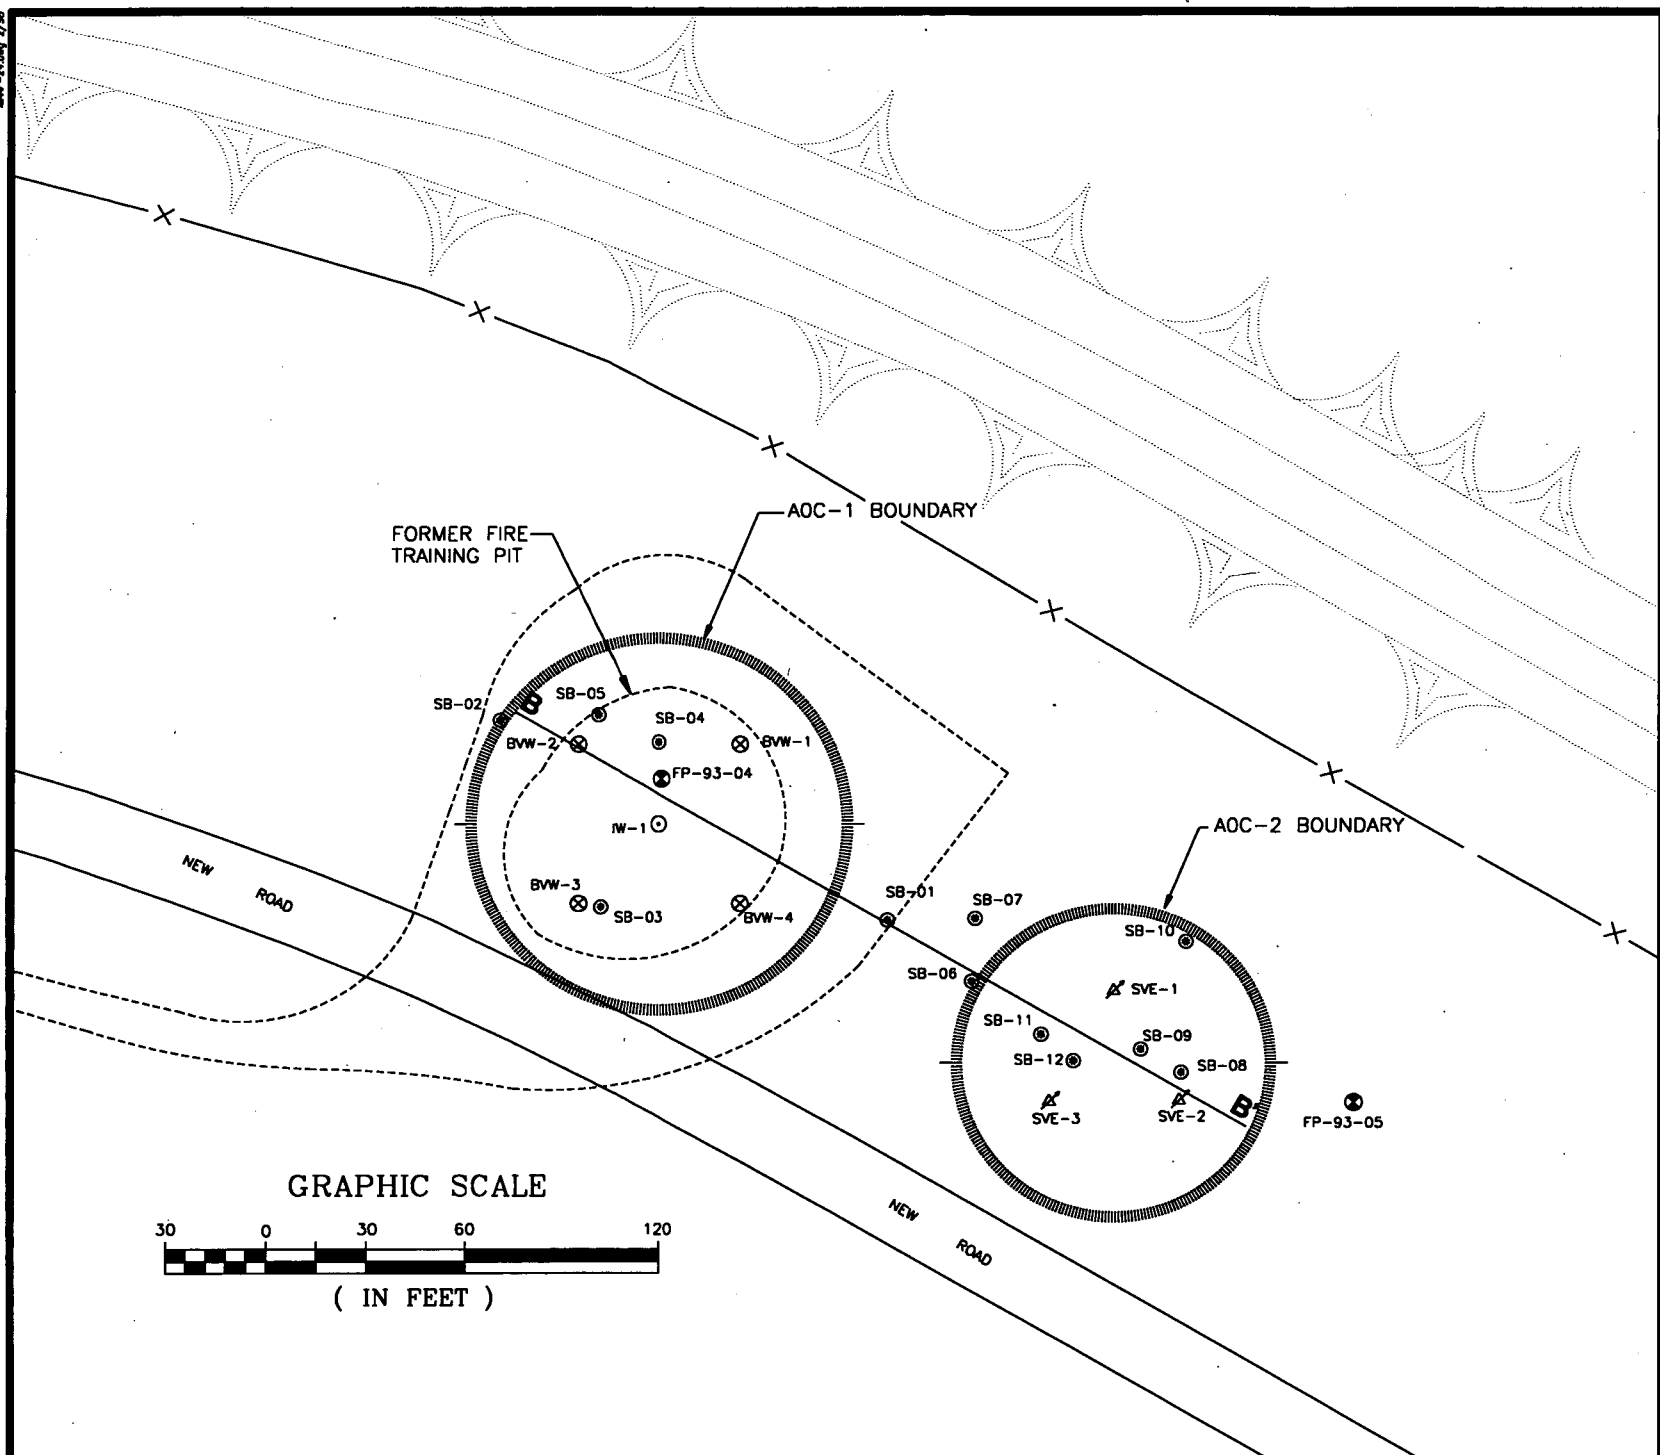 AOC-1 BOUNDARY
FORMER FIRE
TRAINING PIT
SB-02
B
SB-05
SB-04
BVW-2
BVW-1
FP-93-04
IW-1
AOC-2 BOUNDARY
NEW
ROAD
BVW-3
SB-03
BVW-4
SB-01
SB-07
SB-10
SB-06
SVE-1
SB-11
SB-09
SB-12
SB-08
SVE-3
SVE-2
B'
FP-93-05
GRAPHIC SCALE
30 0 30 60 120
( IN FEET )
NEW
ROAD